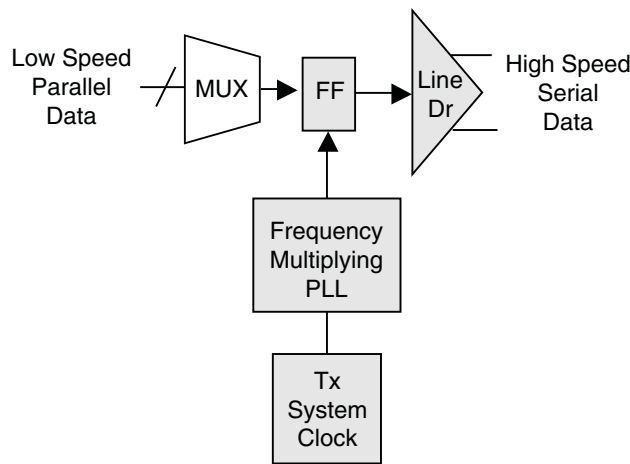 Low Speed
Parallel
Data
MUX
FF
Line
Dr
High Speed
Serial
Data
Frequency
Multiplying
PLL
Tx
System
Clock